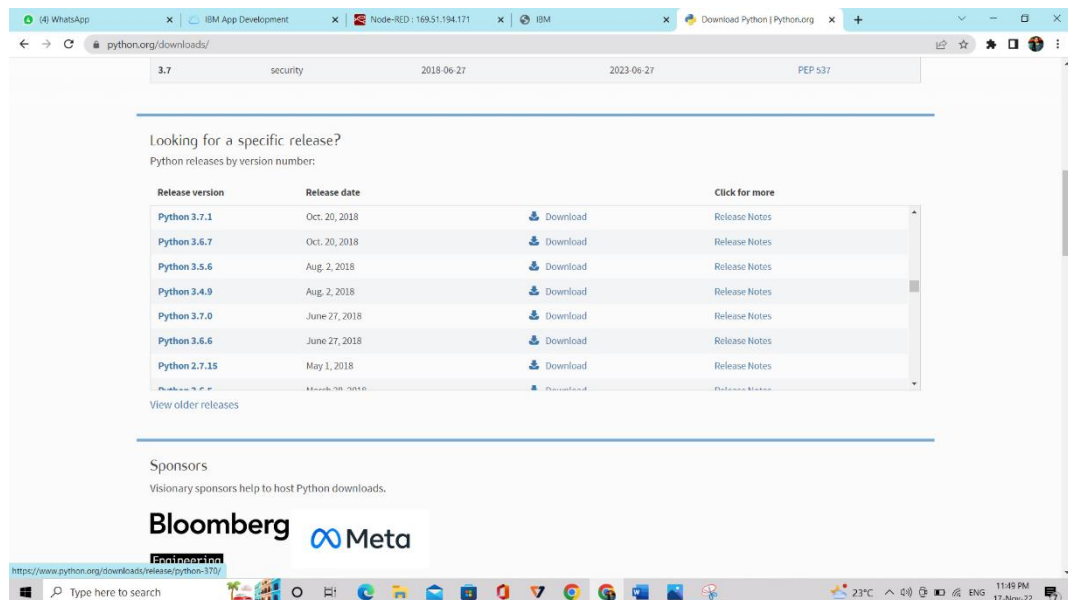 (4) WhatsApp
IBM App Development
Node-RED : 169.51.194.171
IBM
Download Python | Python.org
python.org/downloads/
3.7 security 2018-06-27 2023-06-27 PEP 537
Looking for a specific release?
Python releases by version number:
Release version Release date Click for more
Python 3.7.1 Oct. 20, 2018 Download Release Notes
Python 3.6.7 Oct. 20, 2018 Download Release Notes
Python 3.5.6 Aug. 2, 2018 Download Release Notes
Python 3.4.9 Aug. 2, 2018 Download Release Notes
Python 3.7.0 June 27, 2018 Download Release Notes
Python 3.6.6 June 27, 2018 Download Release Notes
Python 2.7.15 May 1, 2018 Download Release Notes
View older releases
Sponsors
Visionary sponsors help to host Python downloads.
Bloomberg
Engineering
Meta
https://www.python.org/downloads/release/python-370/
Type here to search
23°C
ENG
11:49 PM
17-Nov-22